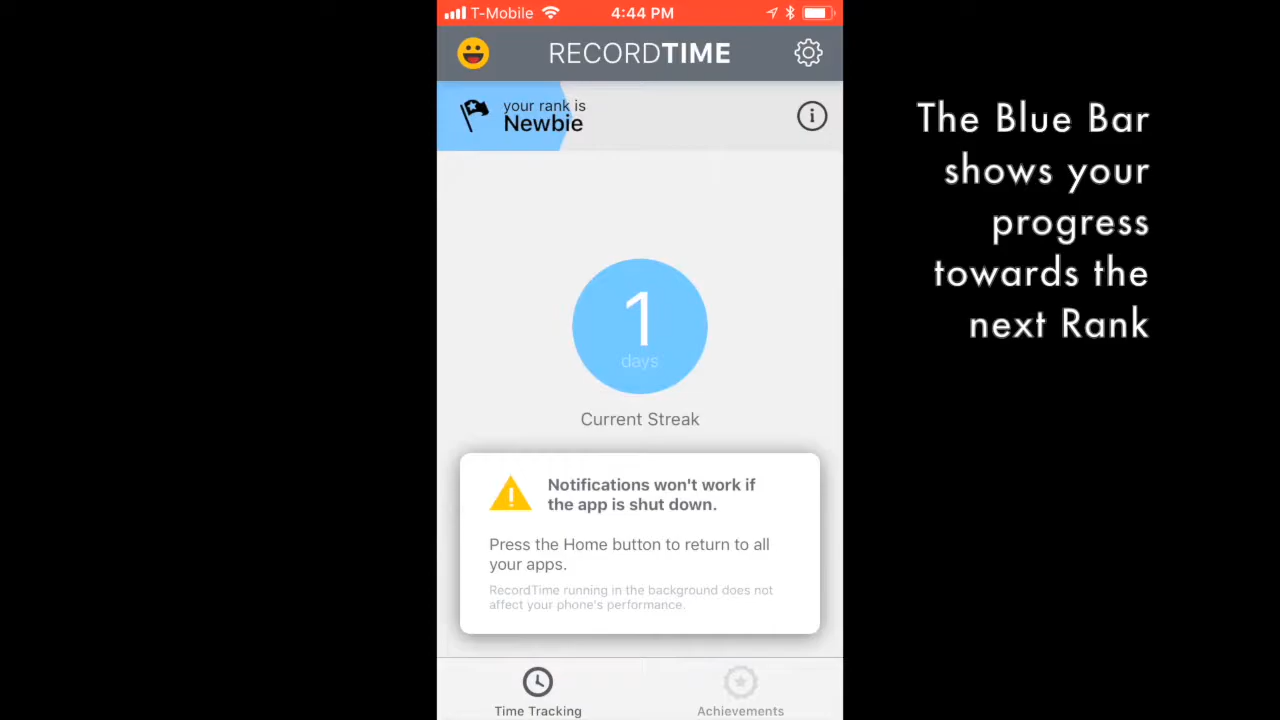 T-Mobile 4:44 PM
RECORDTIME
your rank is
Newbie
1
days
Current Streak
Notifications won't work if
the app is shut down.
Press the Home button to return to all
your apps.
RecordTime running in the background does not
affect your phone's performance.
Time Tracking
Achievements
The Blue Bar
shows your
progress
towards the
next Rank